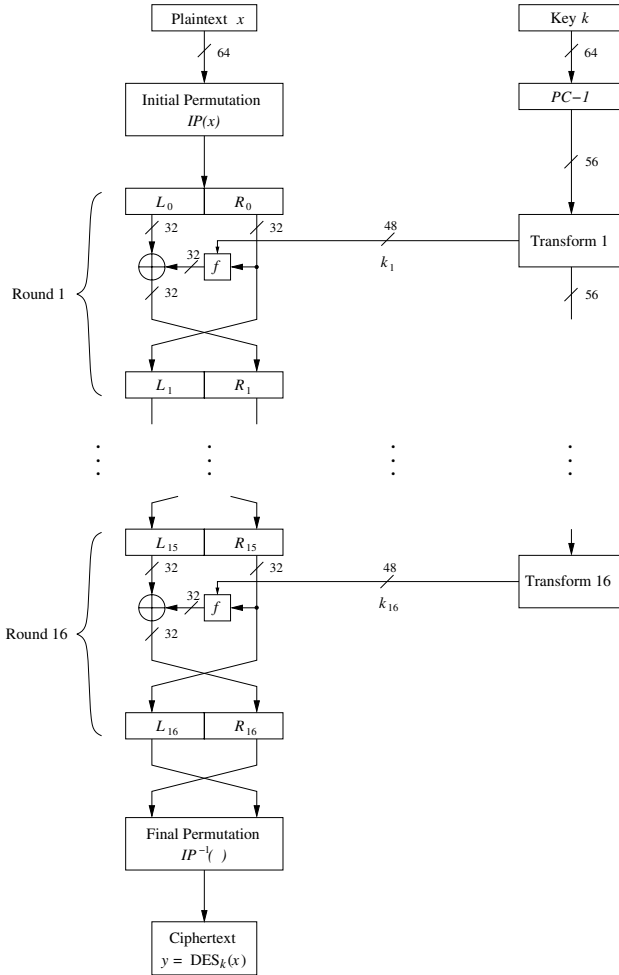 Plaintext x
Key k
64
64
Initial Permutation
IP(x)
PC−1
56
L0 R0
32 32
48
Transform 1
32
f
k1
32
56
Round 1
L1 R1
L15 R15
32 32
48
Transform 16
32
f
k16
32
Round 16
L16 R16
Final Permutation
IP−1( )
Ciphertext
y = DESk(x)